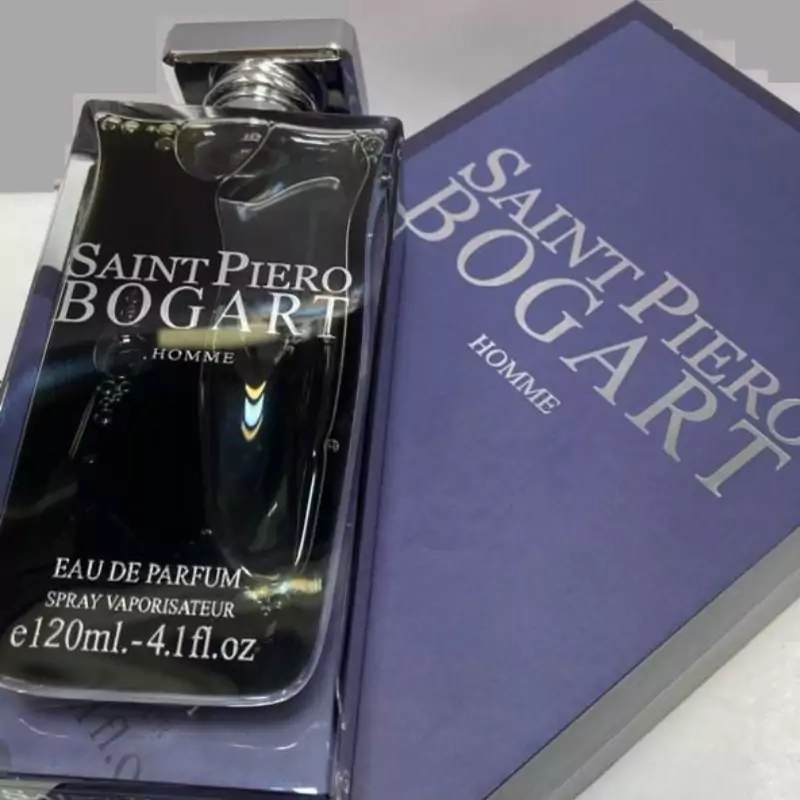 SAINT PIERO
BOGART
.HOMME
EAU DE PARFUM
SPRAY VAPORISATEUR
e120ml.-4.1fl.oz
SAINT PIERO
BOGART
HOMME